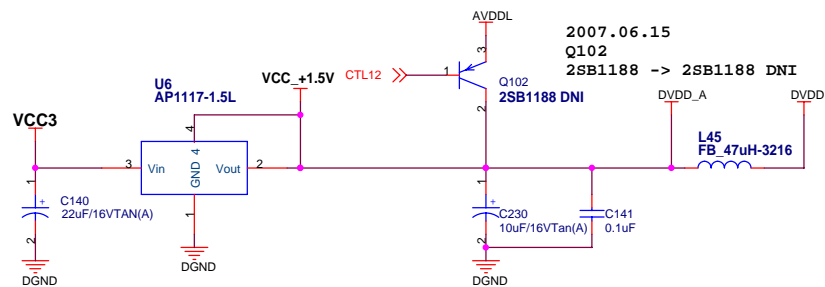 AVDDL
2007.06.15
Q102
2SB1188 -> 2SB1188 DNI
3
CTL12
1
Q102
2SB1188 DNI
2
U6
AP1117-1.5L
VCC_+1.5V
DVDD_A
DVDD
VCC3
4
L45
FB_47uH-3216
3
Vin
GND 4
Vout
2
1
C140
22uF/16VTAN(A)
+
2
1
1
C230
10uF/16VTan(A)
+
2
C141
0.1uF
DGND
DGND
DGND